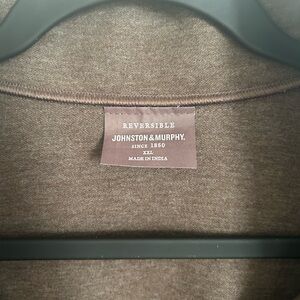 REVERSIBLE
JOHNSTON & MURPHY.
SINCE 1850
XXL
MADE IN INDIA